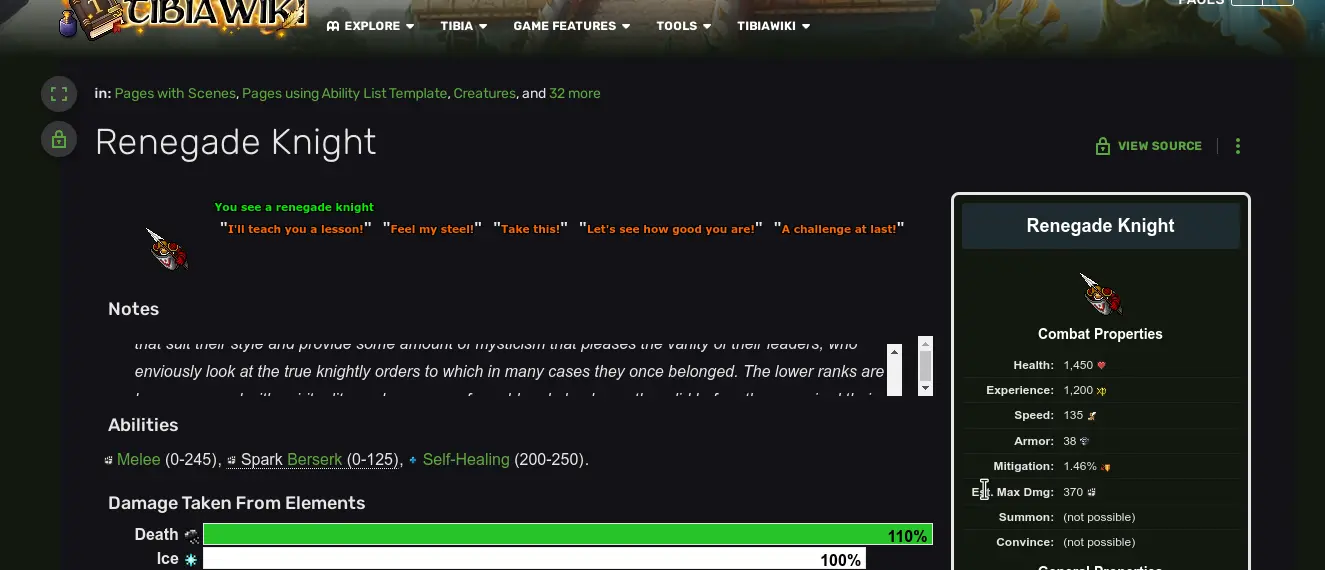 TIBIAWIKI
EXPLORE TIBIA GAME FEATURES TOOLS TIBIAWIKI
PAGES
in: Pages with Scenes, Pages using Ability List Template, Creatures, and 32 more
Renegade Knight
VIEW SOURCE
You see a renegade knight
"I'll teach you a lesson!" "Feel my steel!" "Take this!" "Let's see how good you are!" "A challenge at last!"
Notes
that suit their style and provide some amount of mysticism that pleases the vanity of their leaders, who
enviously look at the true knightly orders to which in many cases they once belonged. The lower ranks are
Abilities
Melee (0-245), Spark Berserk (0-125), Self-Healing (200-250).
Damage Taken From Elements
Death 110%
Ice 100%
Renegade Knight
Combat Properties
Health: 1,450
Experience: 1,200
Speed: 135
Armor: 38
Mitigation: 1.46%
Est. Max Dmg: 370
Summon: (not possible)
Convince: (not possible)
General Properties